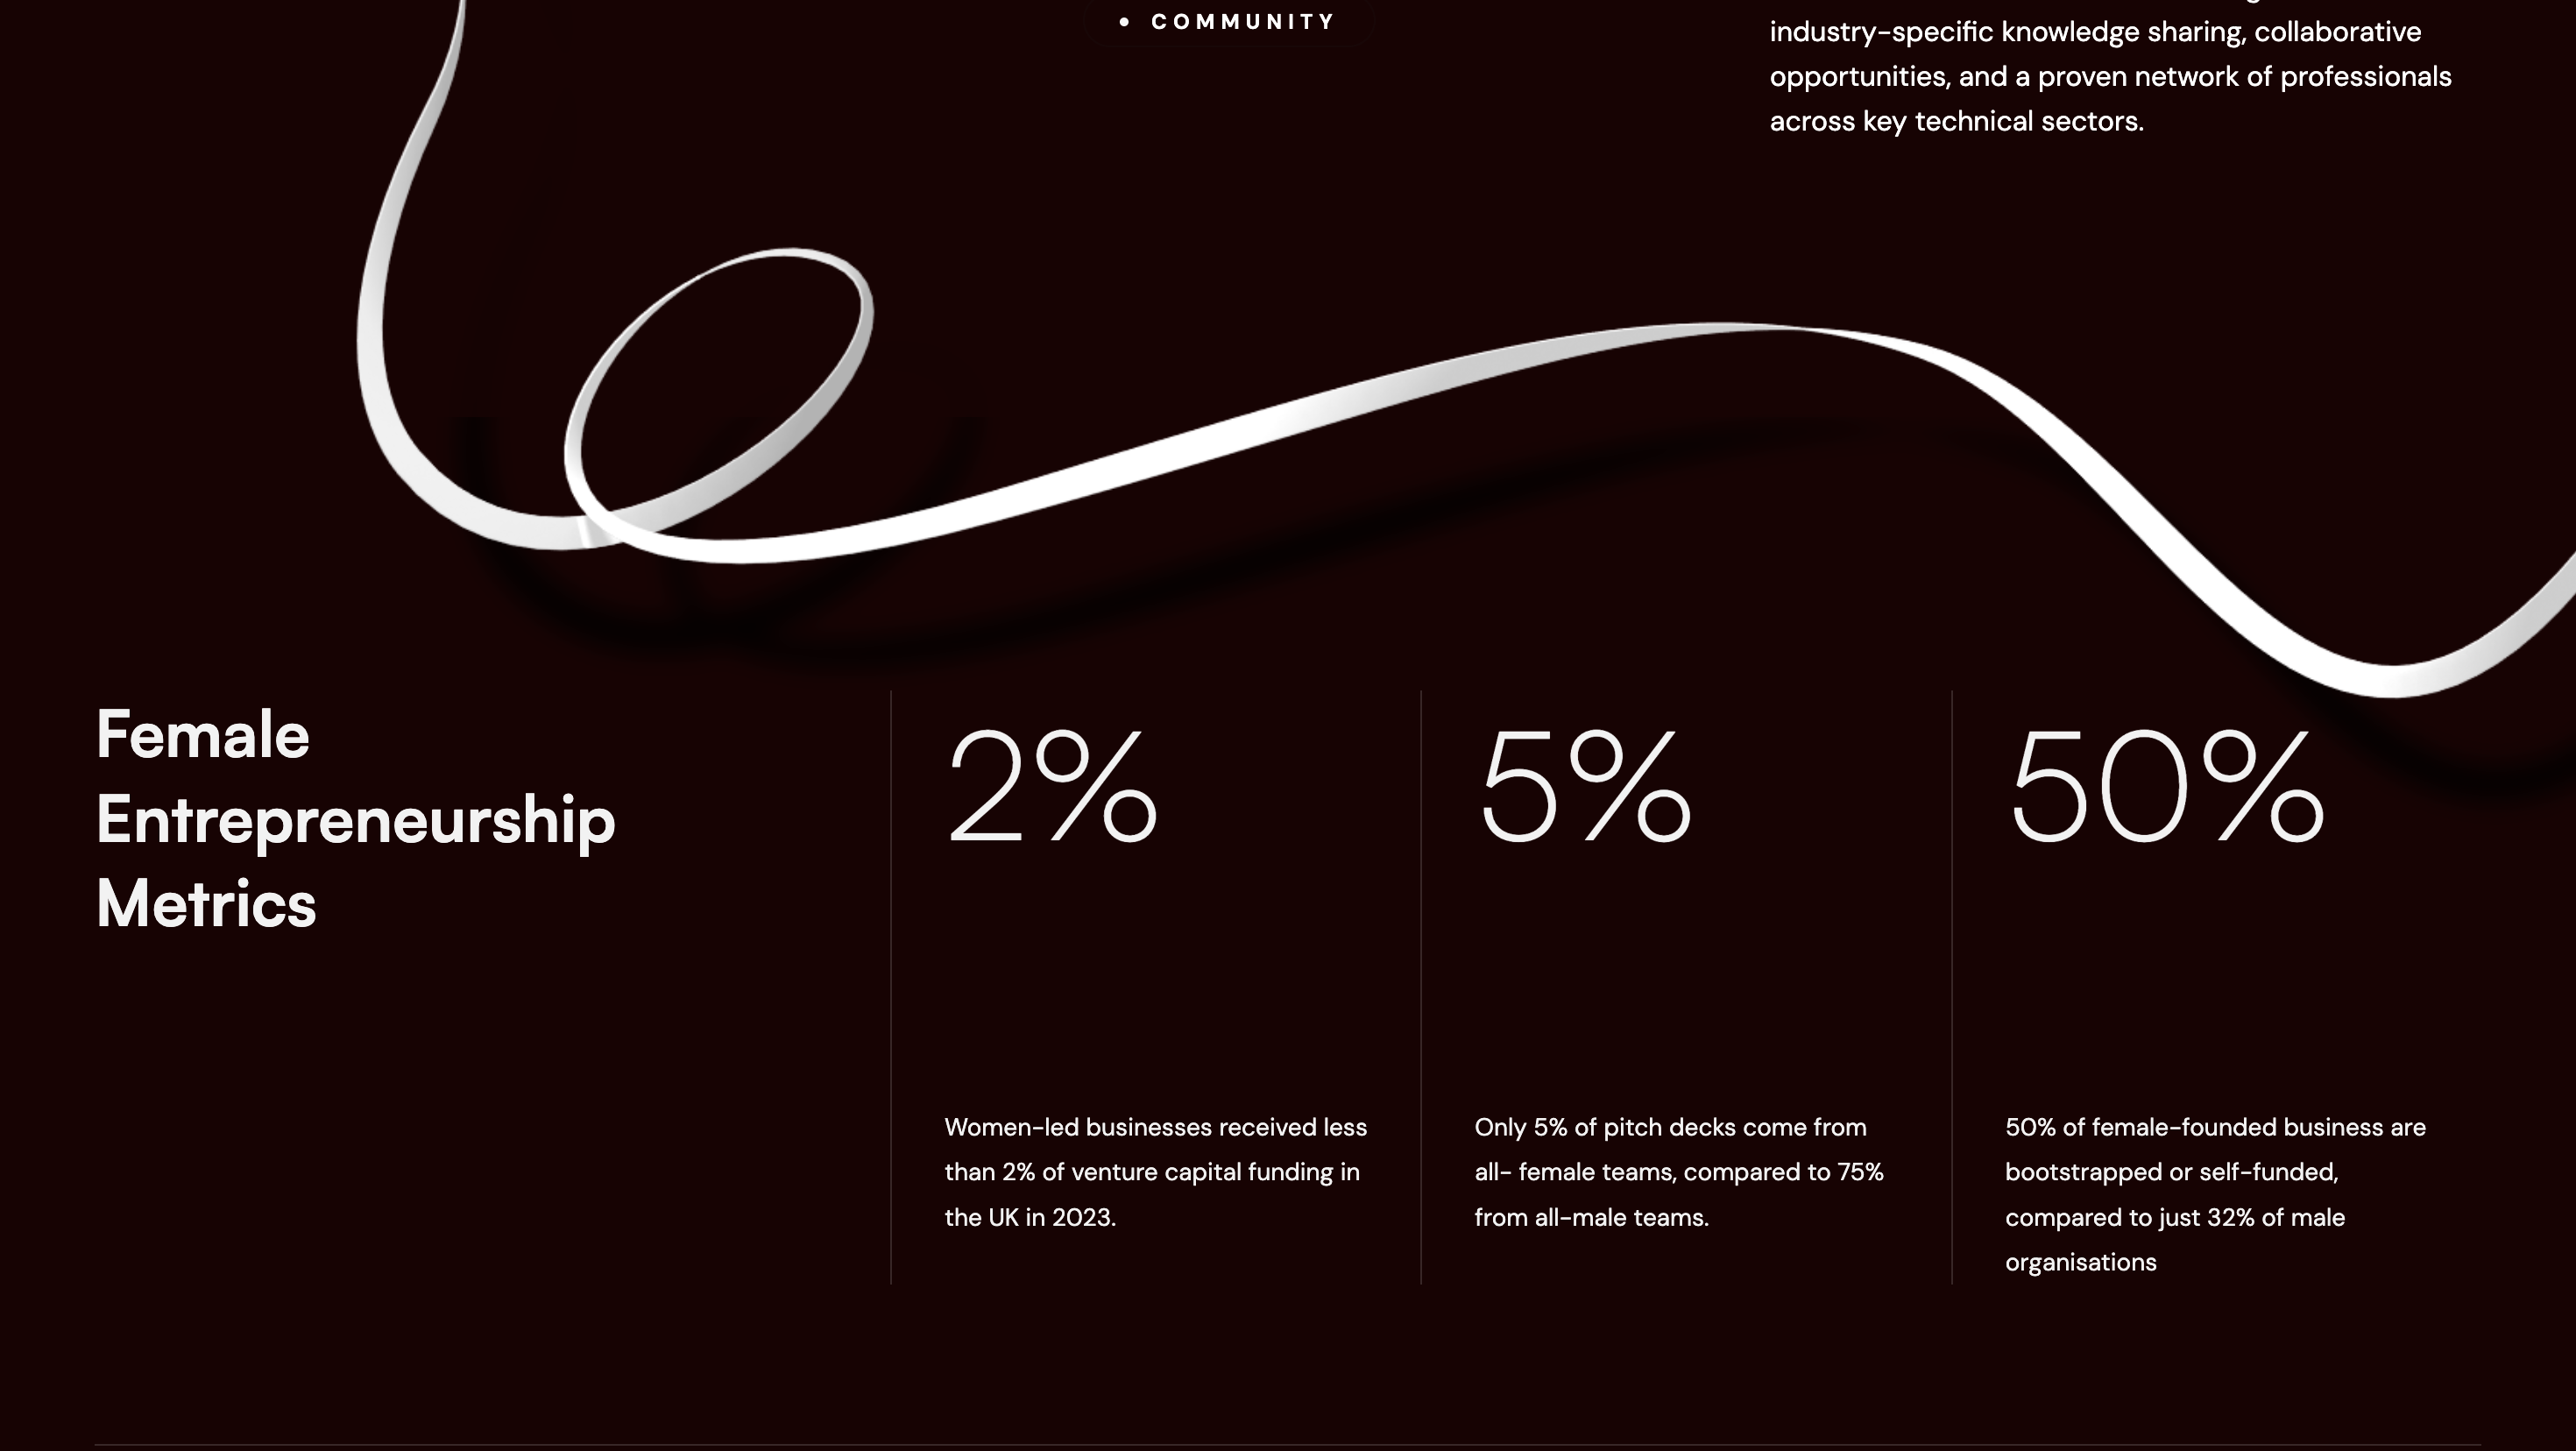 COMMUNITY
industry-specific knowledge sharing, collaborative
opportunities, and a proven network of professionals
across key technical sectors.
Female
Entrepreneurship
Metrics
2%
Women-led businesses received less
than 2% of venture capital funding in
the UK in 2023.
5%
Only 5% of pitch decks come from
all- female teams, compared to 75%
from all-male teams.
50%
50% of female-founded business are
bootstrapped or self-funded,
compared to just 32% of male
organisations